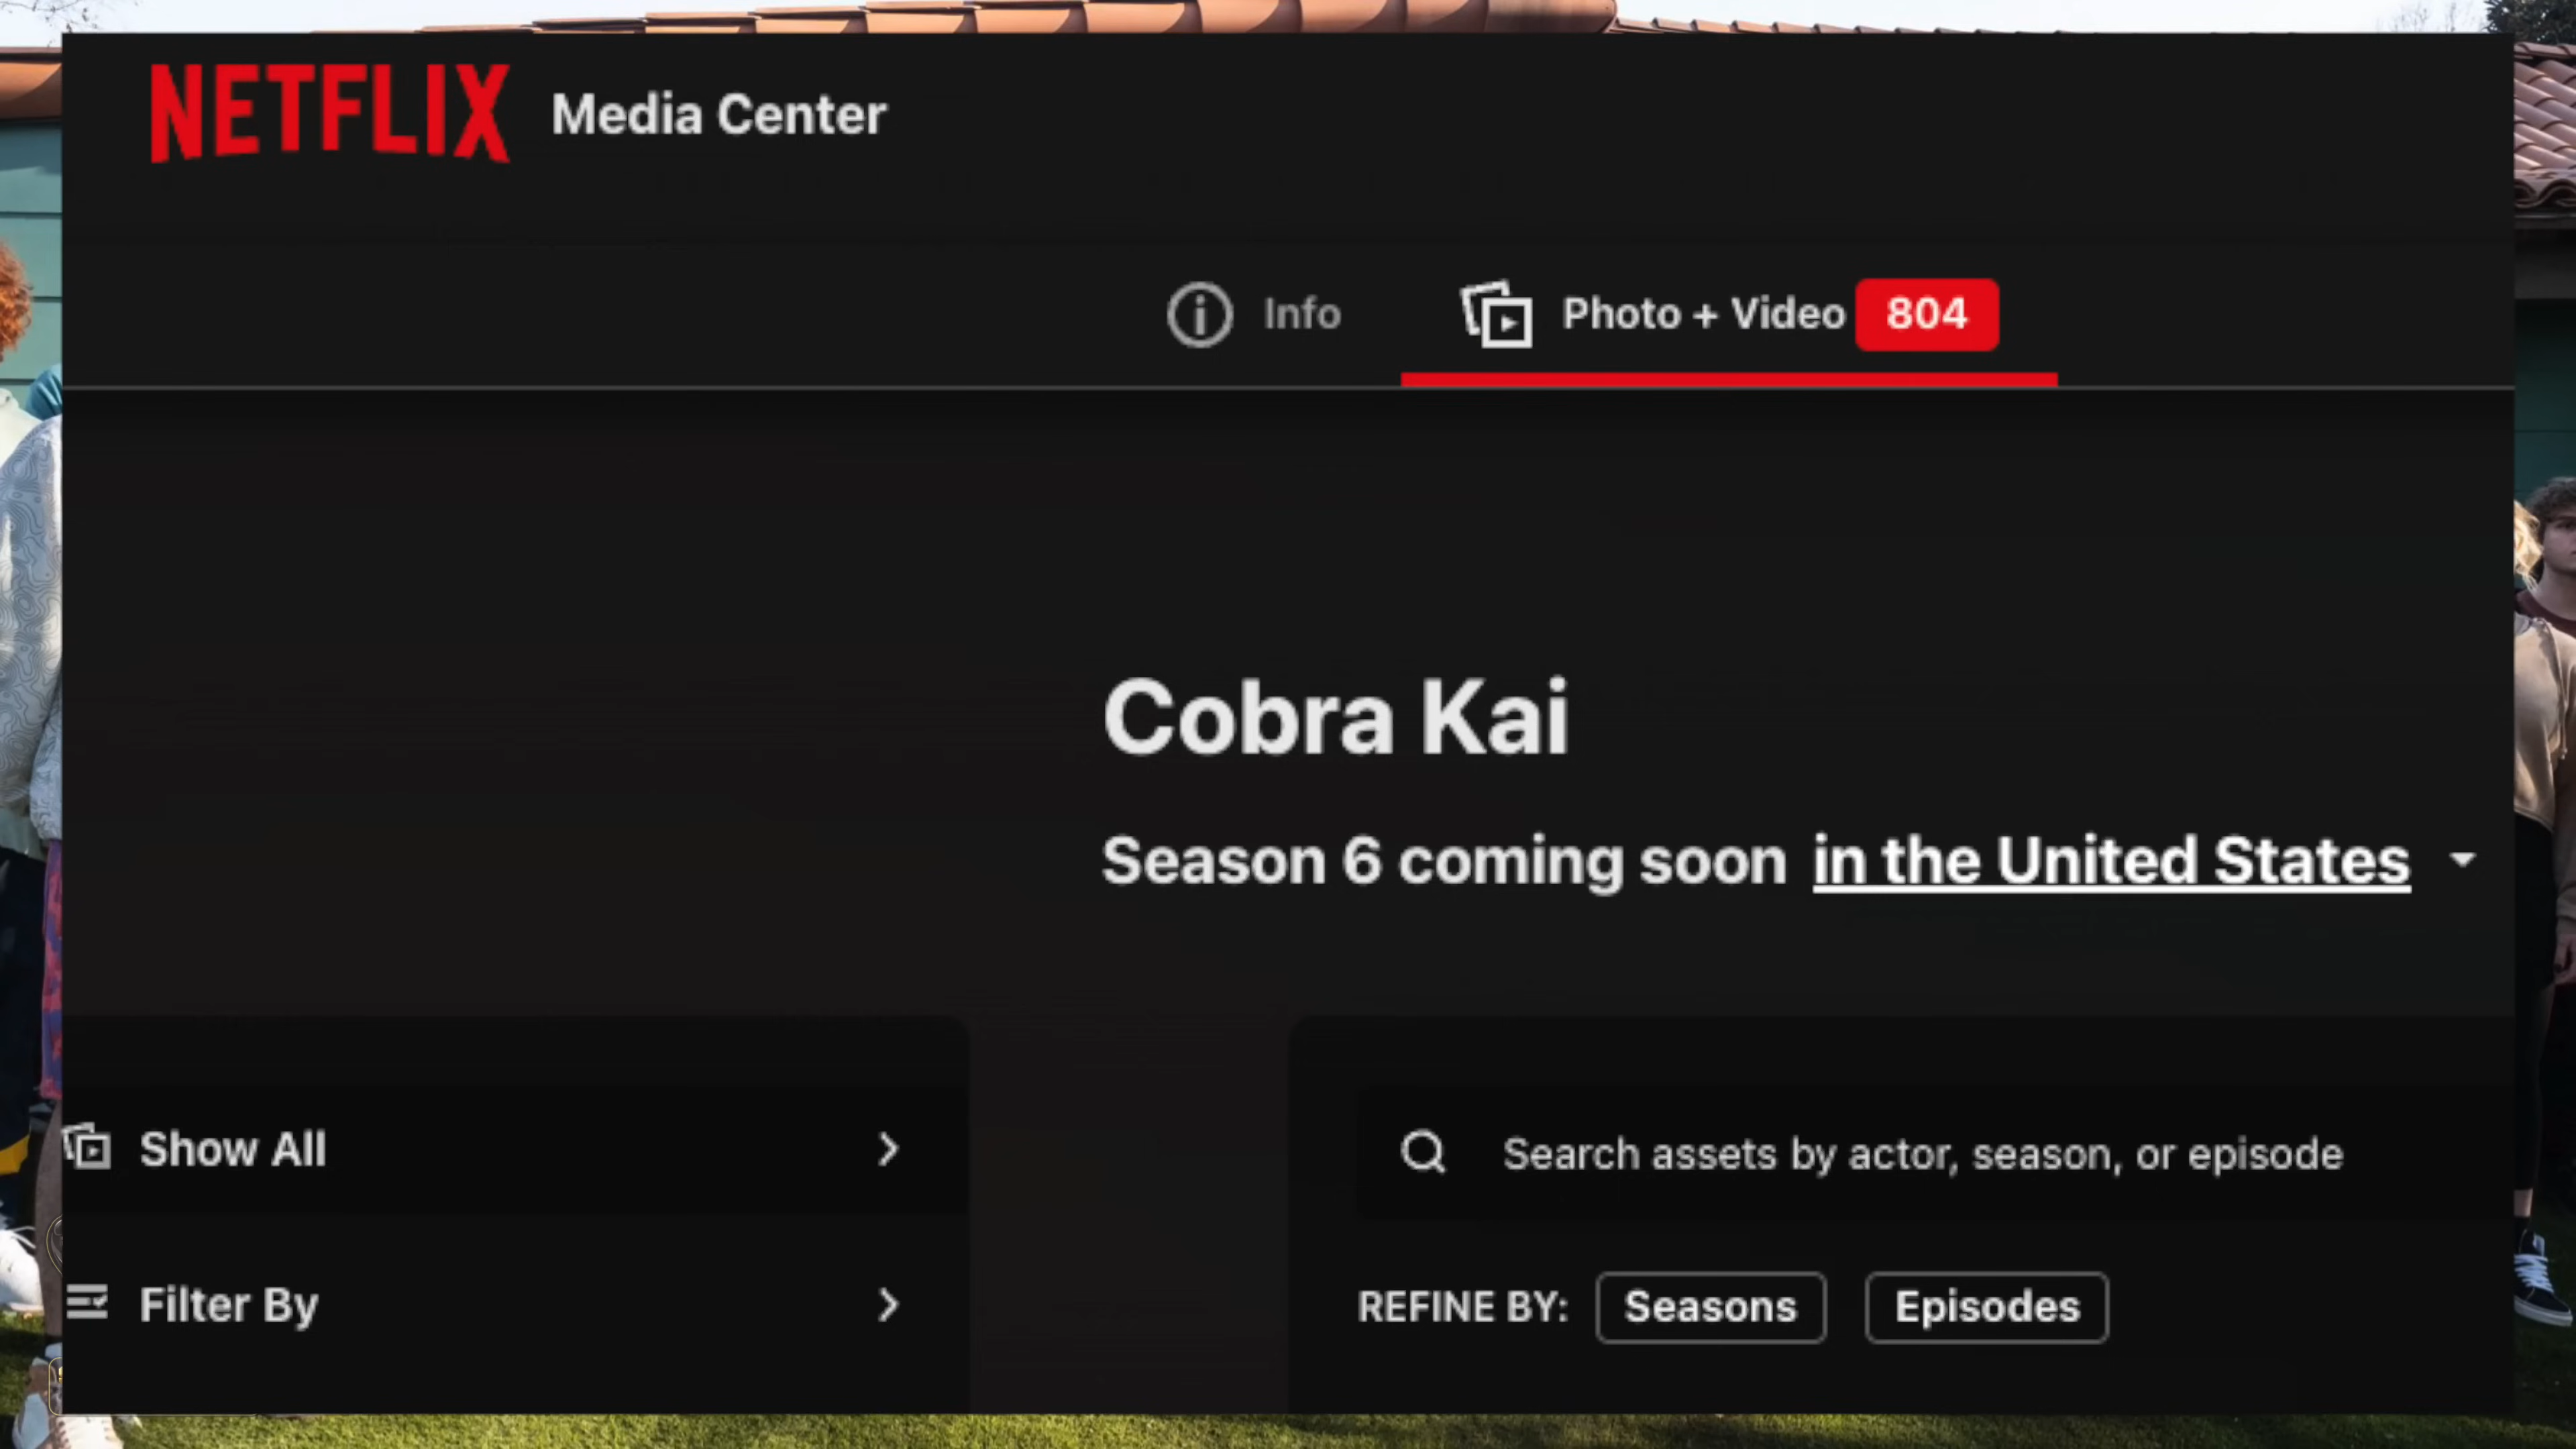 NETFLIX Media Center
Info Photo + Video 804
Cobra Kai
Season 6 coming soon in the United States
Show All
Search assets by actor, season, or episode
Filter By
REFINE BY: Seasons Episodes